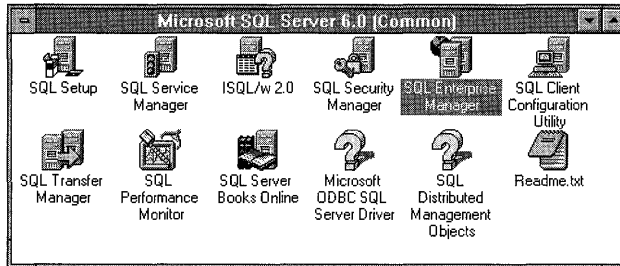 Microsoft SQL Server 6.0 (Common)
SQL Setup
SQL Service
Manager
ISQL/w 2.0
SQL Security
Manager
SQL Enterprise
Manager
SQL Client
Configuration
Utility
SQL Transfer
Manager
SQL
Performance
Monitor
SQL Server
Books Online
Microsoft
ODBC SQL
Server Driver
SQL
Distributed
Management
Objects
Readme.txt